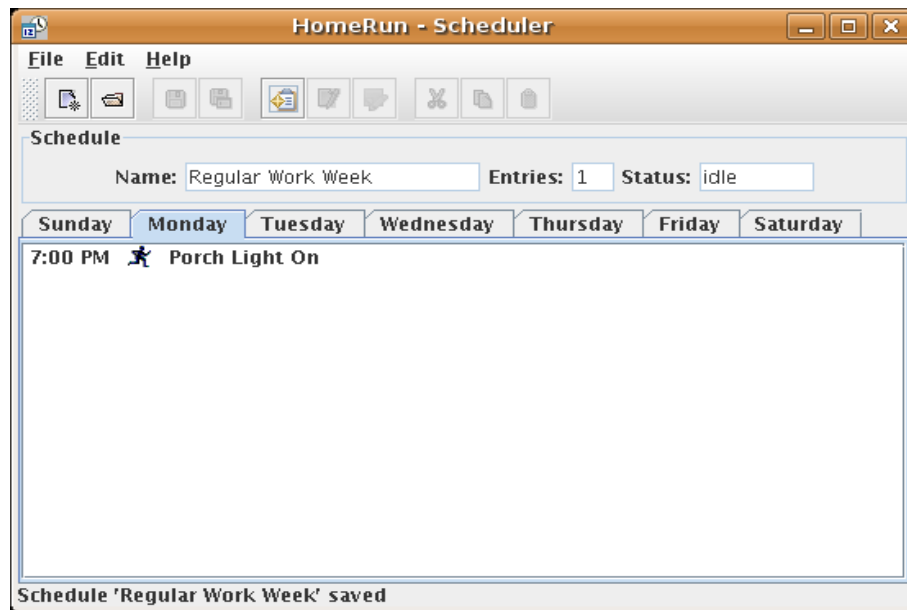 HomeRun - Scheduler
File Edit Help
Schedule
Name: Regular Work Week Entries: 1 Status: idle
Sunday Monday Tuesday Wednesday Thursday Friday Saturday
7:00 PM Porch Light On
Schedule 'Regular Work Week' saved